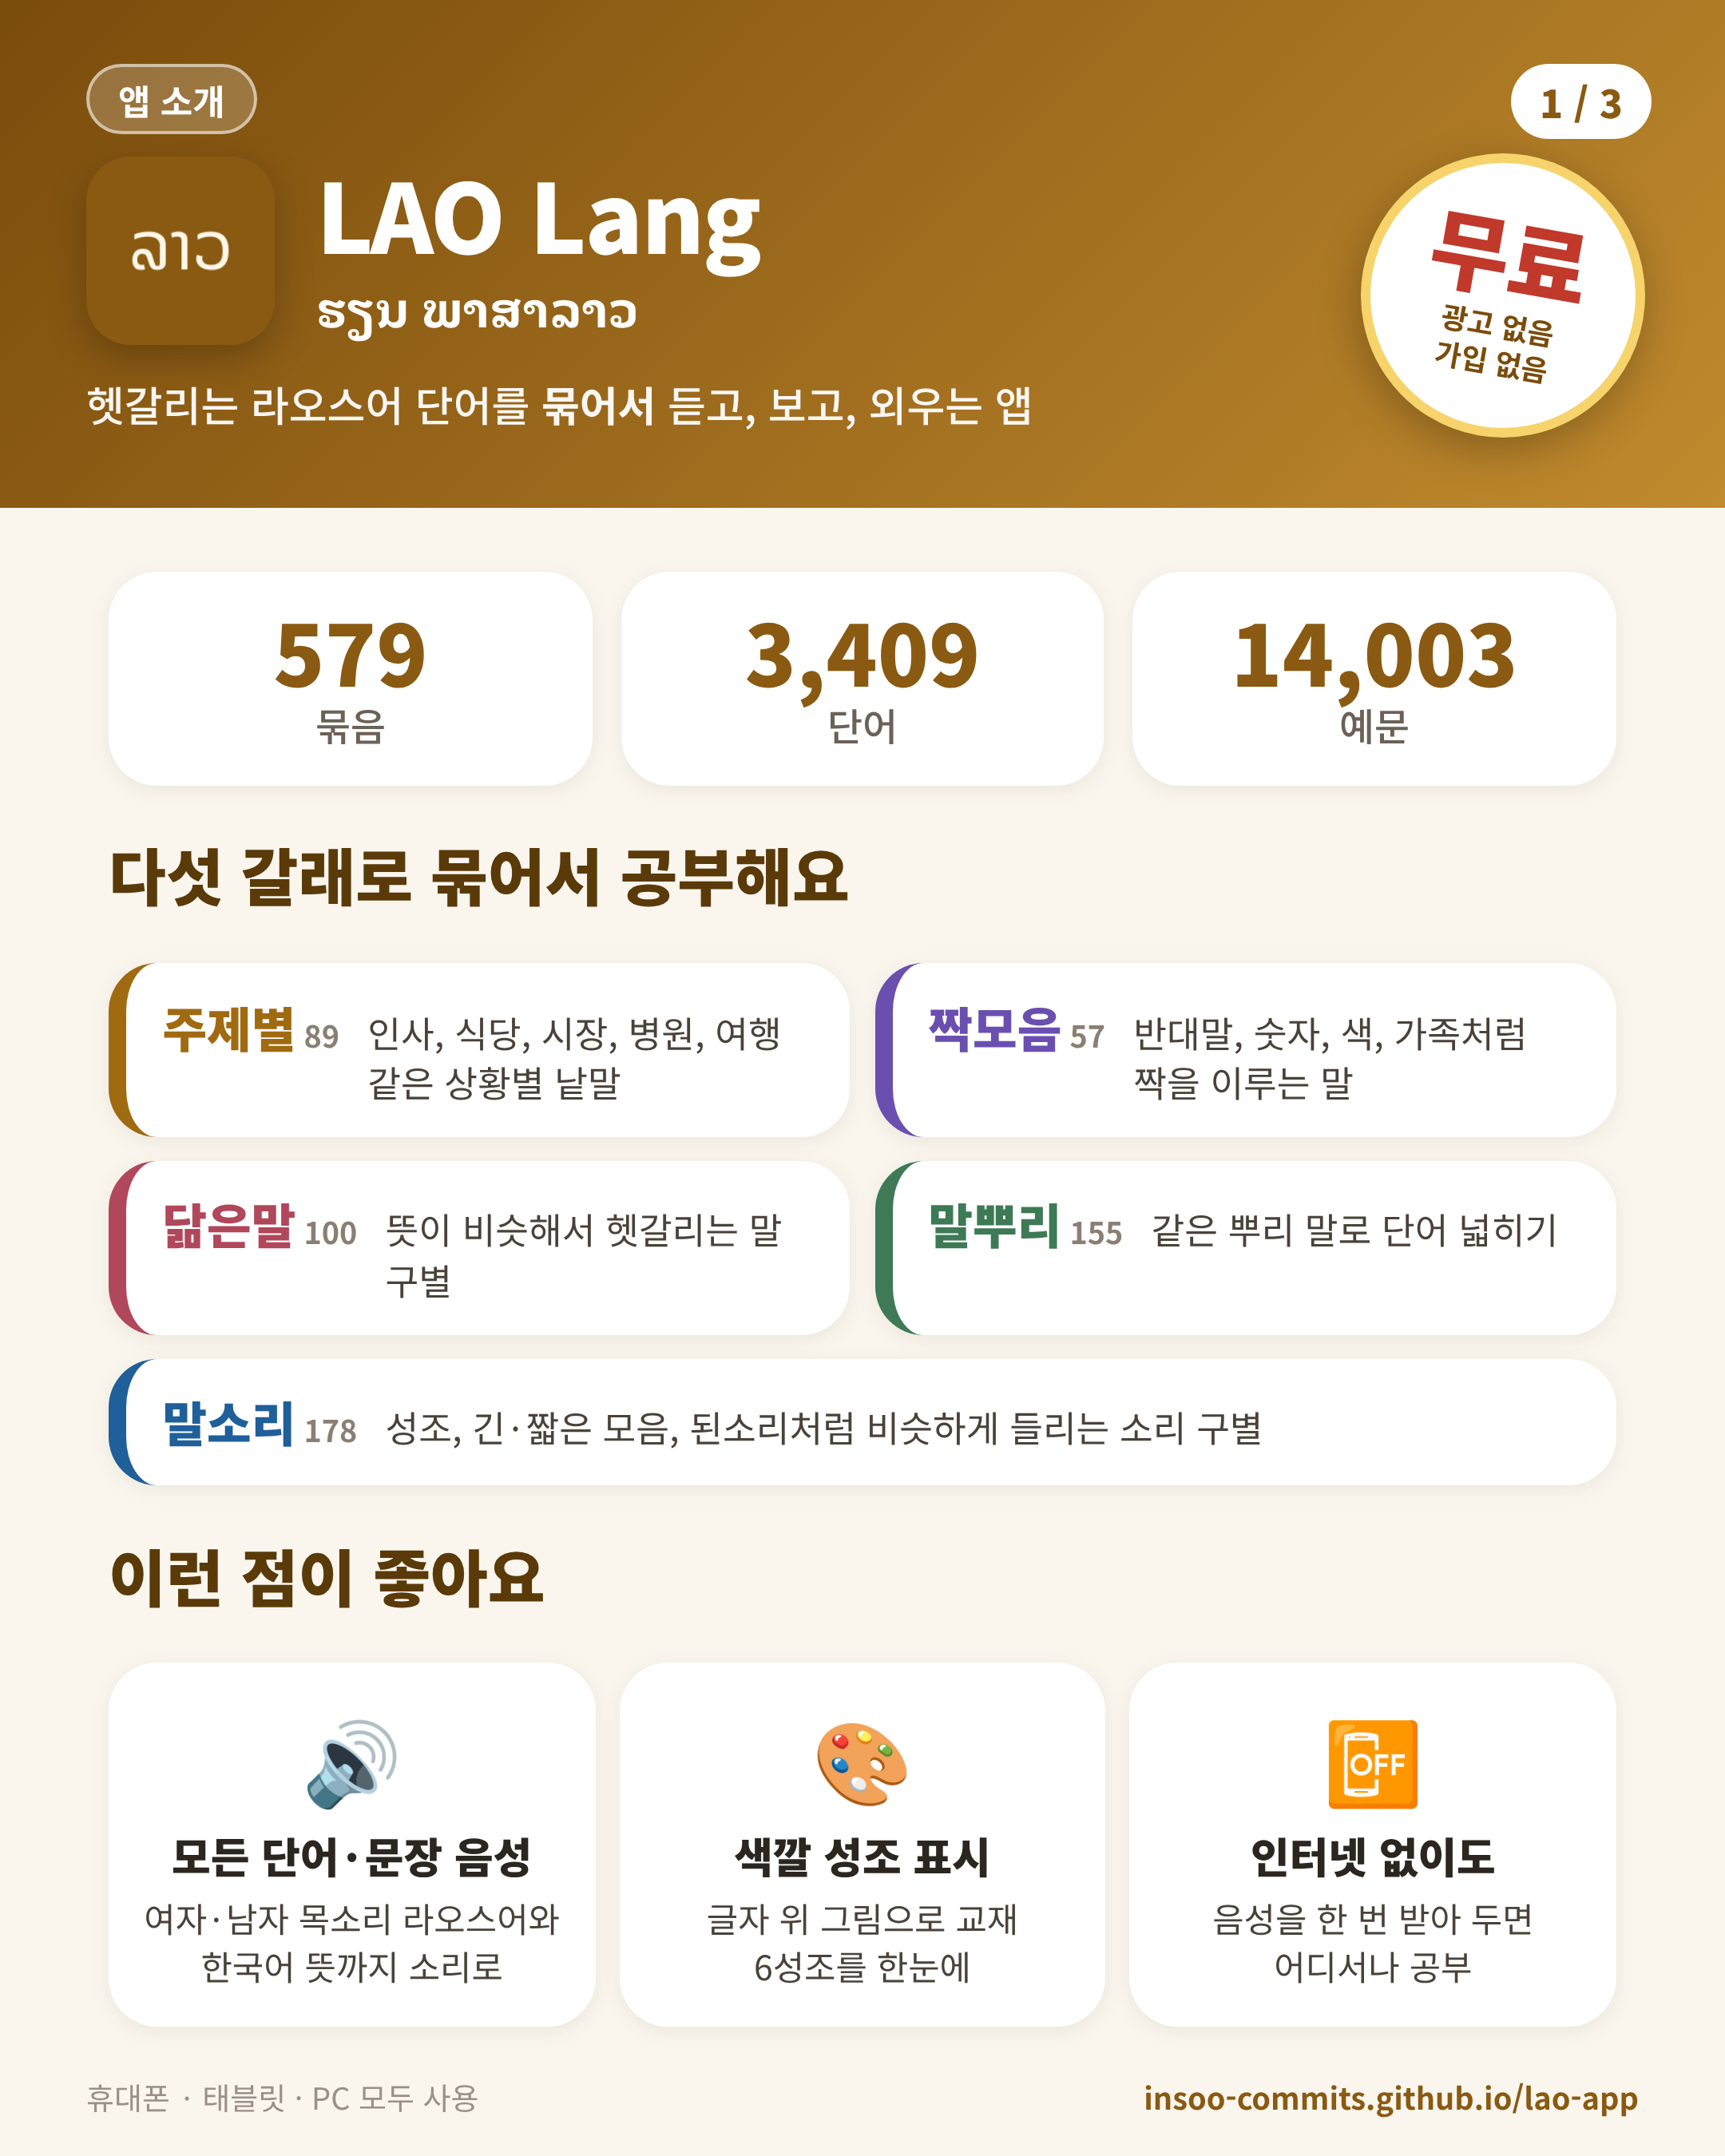 앱 소개
1 / 3
ລາວ
LAO Lang
ຮຽນ ພາສາລາວ
헷갈리는 라오스어 단어를 묶어서 듣고, 보고, 외우는 앱
무료
광고 없음
가입 없음
579
묶음
3,409
단어
14,003
예문
다섯 갈래로 묶어서 공부해요
주제별 89 인사, 식당, 시장, 병원, 여행
같은 상황별 낱말
짝모음 57 반대말, 숫자, 색, 가족처럼
짝을 이루는 말
닮은말 100 뜻이 비슷해서 헷갈리는 말
구별
말뿌리 155 같은 뿌리 말로 단어 넓히기
말소리 178 성조, 긴·짧은 모음, 된소리처럼 비슷하게 들리는 소리 구별
이런 점이 좋아요
OFF
모든 단어·문장 음성
여자·남자 목소리 라오스어와
한국어 뜻까지 소리로
색깔 성조 표시
글자 위 그림으로 교재
6성조를 한눈에
인터넷 없이도
음성을 한 번 받아 두면
어디서나 공부
휴대폰 · 태블릿 · PC 모두 사용
insoo-commits.github.io/lao-app